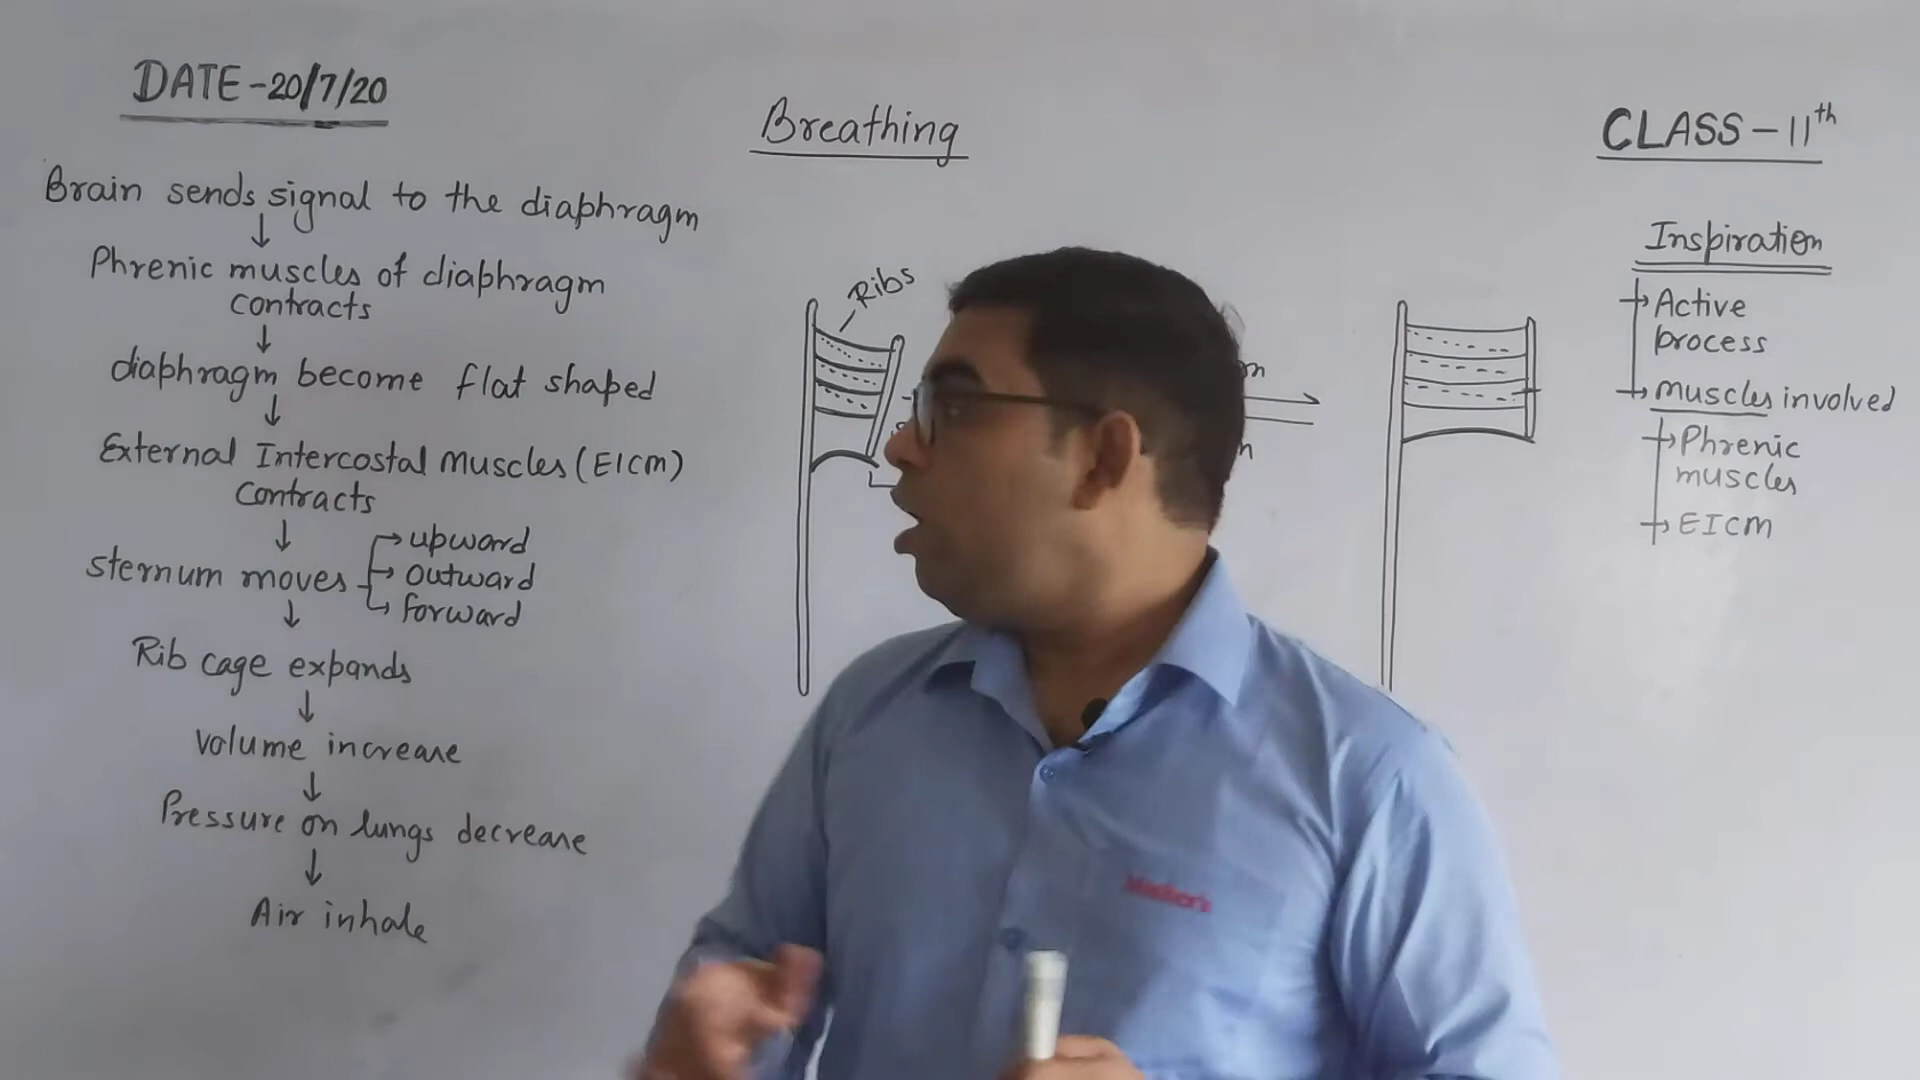 DATE-20/7/20
Brain sends signal to the diaphragm
↓
Phrenic muscles of diaphragm
contracts
↓
diaphragm become flat shaped
↓
External Intercostal Muscles (EICM)
Contracts
↓
sternum moves
→ upward
→ outward
→ forward
↓
Rib cage expands
↓
Volume increase
↓
Pressure on lungs decrease
↓
Air inhale
Breathing
Ribs
CLASS-11th
Inspiration
→ Active
process
→ Muscles involved
→ Phrenic
muscles
→ EICM